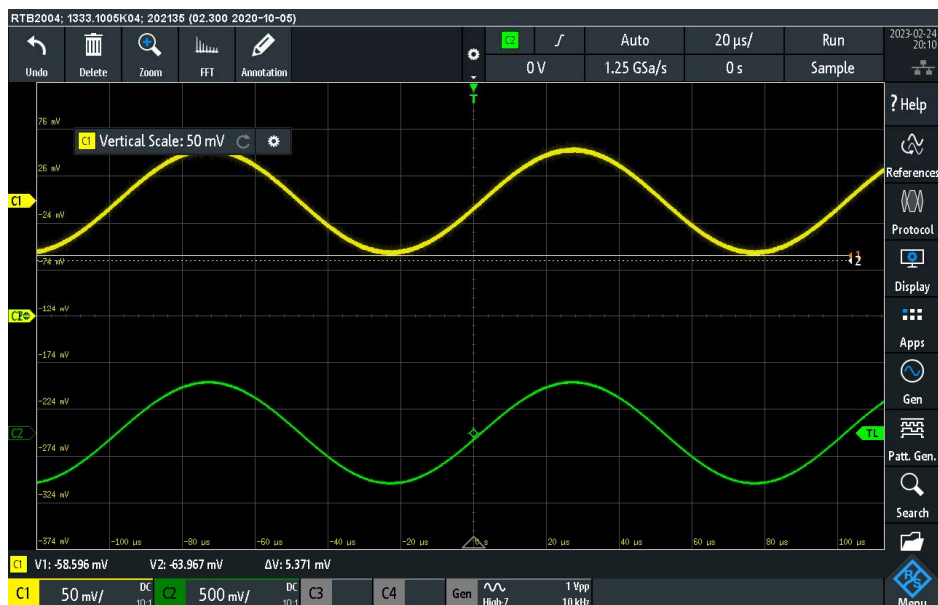 RTB2004; 1333.1005K04; 202135 (02.300 2020-10-05)
Undo Delete Zoom FFT Annotation
C2 Auto 20 µs/ Run
0 V 1.25 GSa/s 0 s Sample
2023-02-24
20:10
? Help
References
Protocol
Display
Apps
Gen
Patt. Gen.
Search
Menu
C1 Vertical Scale: 50 mV
T
76 mV
26 mV
C1
-24 mV
-74 mV
1
2
-124 mV
-174 mV
-224 mV
C2
TL
-274 mV
-324 mV
-374 mV
-100 µs -80 µs -60 µs -40 µs -20 µs 0 s 20 µs 40 µs 60 µs 80 µs 100 µs
C1 V1: -58.596 mV V2: -63.967 mV ΔV: 5.371 mV
C1 50 mV/ DC 10:1 C2 500 mV/ DC 10:1 C3 C4 Gen 1 Vpp
High-Z 10 kHz
R&S